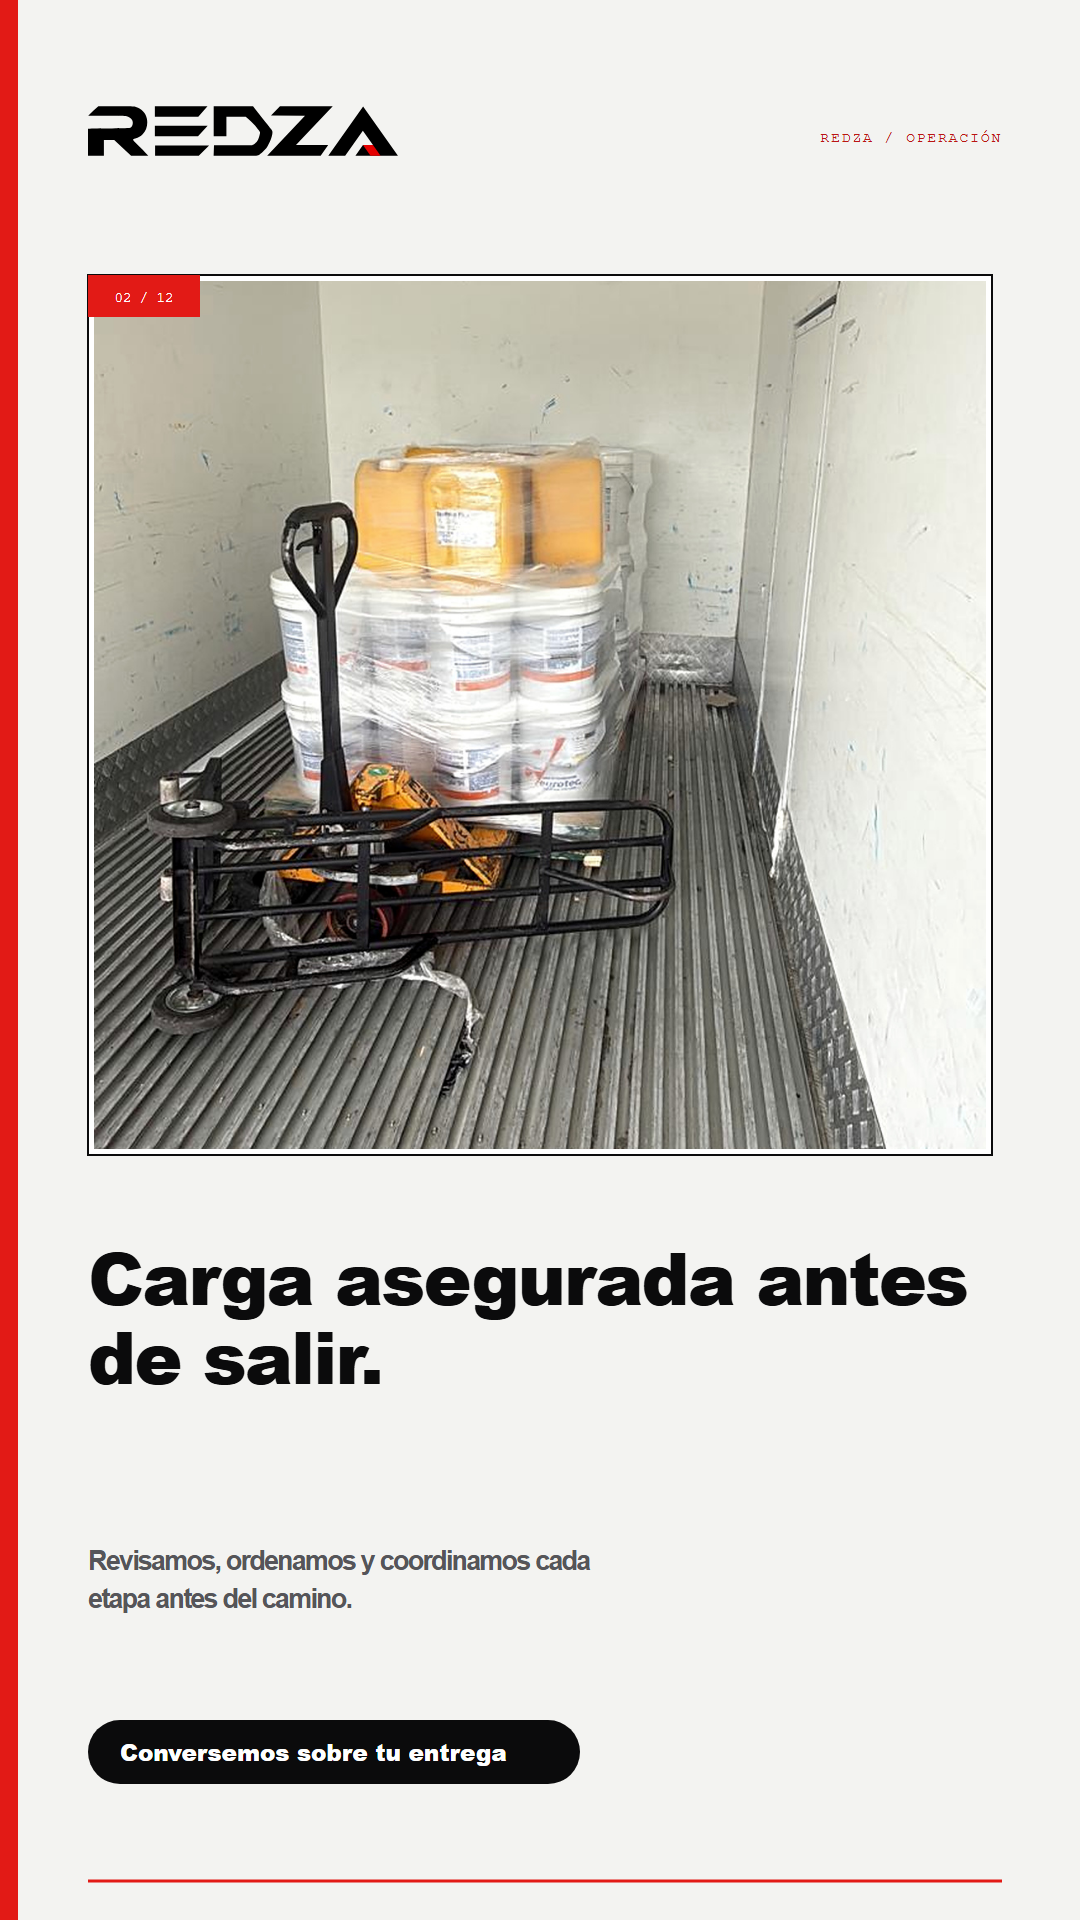 REDZA
REDZA / OPERACIÓN
02 / 12
eurotec
Carga asegurada antes
de salir.
Revisamos, ordenamos y coordinamos cada
etapa antes del camino.
Conversemos sobre tu entrega